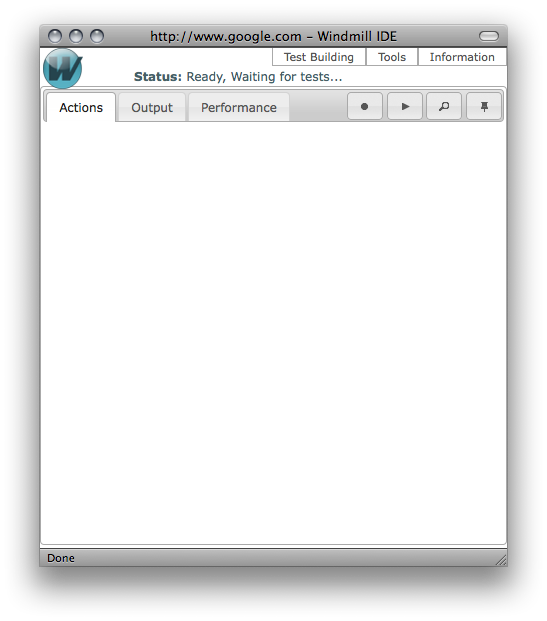 http://www.google.com – Windmill IDE
Test Building Tools Information
W
Status: Ready, Waiting for tests...
Actions Output Performance
Done